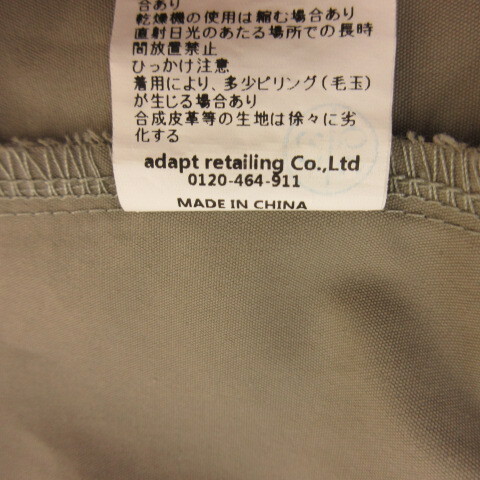 合あり
乾燥機の使用は縮む場合あり
直射日光のあたる場所での長時
間放置禁止
ひっかけ注意
着用により、多少ピリング(毛玉)
が生じる場合あり
合成皮革等の生地は徐々に劣
化する
adapt retailing Co.,Ltd
0120-464-911
MADE IN CHINA